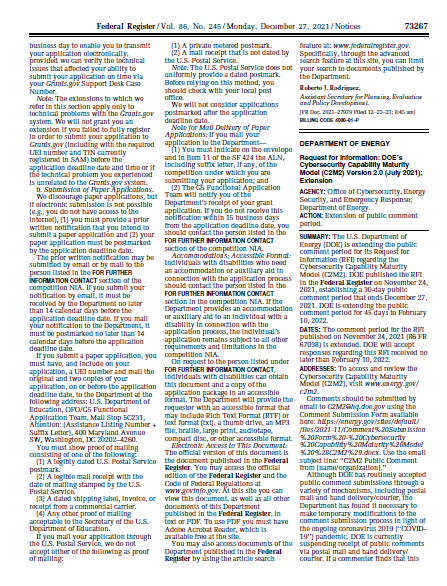 Federal Register / Vol. 86, No. 245 / Monday, December 27, 2021 / Notices 73267
business day to enable you to transmit
your application electronically,
provided we can verify the technical
issues that affected your ability to
submit your application on time via
your Grants.gov Support Desk Case
Number.
Note: The extensions to which we
refer in this section apply only to
technical problems with the Grants.gov
system. We will not grant you an
extension if you failed to fully register
in order to submit your application to
Grants.gov (including with the required
UEI number and TIN currently
registered in SAM) before the
application deadline date and time or if
the technical problem you experienced
is unrelated to the Grants.gov system.
b. Submission of Paper Applications.
We discourage paper applications, but
if electronic submission is not possible
(e.g., you do not have access to the
internet), (1) you must provide a prior
written notification that you intend to
submit a paper application and (2) your
paper application must be postmarked
by the application deadline date.
The prior written notification may be
submitted by email or by mail to the
person listed in the FOR FURTHER
INFORMATION CONTACT section of the
competition NIA. If you submit your
notification by email, it must be
received by the Department no later
than 14 calendar days before the
application deadline date. If you mail
your notification to the Department, it
must be postmarked no later than 14
calendar days before the application
deadline date.
If you submit a paper application, you
must have, and include on your
application, a UEI number and mail the
original and two copies of your
application, on or before the application
deadline date, to the Department at the
following address: U.S. Department of
Education, OFO/G5 Functional
Application Team, Mail Stop 5C231,
Attention: (Assistance Listing Number +
Suffix Letter), 400 Maryland Avenue
SW, Washington, DC 20202–4260.
You must show proof of mailing
consisting of one of the following:
(1) A legibly dated U.S. Postal Service
postmark.
(2) A legible mail receipt with the
date of mailing stamped by the U.S.
Postal Service.
(3) A dated shipping label, invoice, or
receipt from a commercial carrier.
(4) Any other proof of mailing
acceptable to the Secretary of the U.S.
Department of Education.
If you mail your application through
the U.S. Postal Service, we do not
accept either of the following as proof
of mailing:
(1) A private metered postmark.
(2) A mail receipt that is not dated by
the U.S. Postal Service.
Note: The U.S. Postal Service does not
uniformly provide a dated postmark.
Before relying on this method, you
should check with your local post
office.
We will not consider applications
postmarked after the application
deadline date.
Note for Mail Delivery of Paper
Applications: If you mail your
application to the Department—
(1) You must indicate on the envelope
and in Item 11 of the SF 424 the ALN,
including suffix letter, if any, of the
competition under which you are
submitting your application; and
(2) The G5 Functional Application
Team will notify you of the
Department's receipt of your grant
application. If you do not receive this
notification within 15 business days
from the application deadline date, you
should contact the person listed in the
FOR FURTHER INFORMATION CONTACT
section of the competition NIA.
Accommodations; Accessible Format:
Individuals with disabilities who need
an accommodation or auxiliary aid in
connection with the application process
should contact the person listed in the
FOR FURTHER INFORMATION CONTACT
section in the competition NIA. If the
Department provides an accommodation
or auxiliary aid to an individual with a
disability in connection with the
application process, the individual's
application remains subject to all other
requirements and limitations in the
competition NIA.
On request to the person listed under
FOR FURTHER INFORMATION CONTACT,
individuals with disabilities can obtain
this document and a copy of the
application package in an accessible
format. The Department will provide the
requestor with an accessible format that
may include Rich Text Format (RTF) or
text format (txt), a thumb drive, an MP3
file, braille, large print, audiotape,
compact disc, or other accessible format.
Electronic Access to This Document:
The official version of this document is
the document published in the Federal
Register. You may access the official
edition of the Federal Register and the
Code of Federal Regulations at
www.govinfo.gov. At this site you can
view this document, as well as all other
documents of this Department
published in the Federal Register, in
text or PDF. To use PDF you must have
Adobe Acrobat Reader, which is
available free at the site.
You may also access documents of the
Department published in the Federal
Register by using the article search
feature at: www.federalregister.gov.
Specifically, through the advanced
search feature at this site, you can limit
your search to documents published by
the Department.
Roberto J. Rodríguez,
Assistant Secretary for Planning, Evaluation
and Policy Development.
[FR Doc. 2021–27979 Filed 12–23–21; 8:45 am]
BILLING CODE 4000–01–P
DEPARTMENT OF ENERGY
Request for Information: DOE's
Cybersecurity Capability Maturity
Model (C2M2) Version 2.0 (July 2021);
Extension
AGENCY: Office of Cybersecurity, Energy
Security, and Emergency Response;
Department of Energy.
ACTION: Extension of public comment
period.
SUMMARY: The U.S. Department of
Energy (DOE) is extending the public
comment period for its Request for
Information (RFI) regarding the
Cybersecurity Capability Maturity
Model (C2M2). DOE published the RFI
in the Federal Register on November 24,
2021, establishing a 30-day public
comment period that ends December 27,
2021. DOE is extending the public
comment period for 45 days to February
10, 2022.
DATES: The comment period for the RFI
published on November 24, 2021 (86 FR
67038) is extended. DOE will accept
responses regarding this RFI received no
later than February 10, 2022.
ADDRESSES: To access and review the
Cybersecurity Capability Maturity
Model (C2M2), visit www.energy.gov/
c2m2.
Comments should be submitted by
email to C2M2@hq.doe.gov using the
Comment Submission Form available
here: https://energy.gov/sites/default/
files/2021-11/Comment%20Submission
%20Form%20-%20Cybersecurity
%20Capability%20Maturity%20Model
%20%28C2M2%29.docx. Use the email
subject line: "C2M2 Public Comment
from [name/organization]."
Although DOE has routinely accepted
public comment submissions through a
variety of mechanisms, including postal
mail and hand delivery/courier, the
Department has found it necessary to
make temporary modifications to the
comment submission process in light of
the ongoing coronavirus 2019 ("COVID–
19") pandemic. DOE is currently
suspending receipt of public comments
via postal mail and hand delivery/
courier. If a commenter finds that this